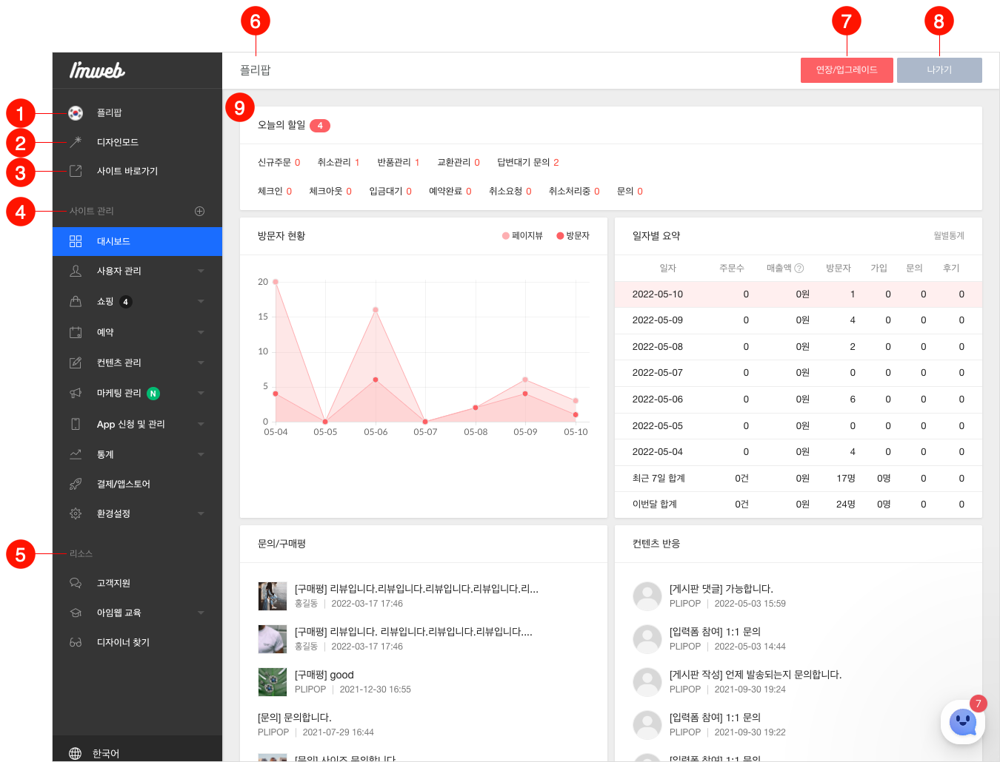 6
7
8
I'mweb
플리팝
연장/업그레이드
나가기
1
플리팝
2
디자인모드
3
사이트 바로가기
4
사이트 관리
대시보드
사용자 관리
쇼핑 4
예약
컨텐츠 관리
마케팅 관리 N
App 신청 및 관리
통계
결제/앱스토어
환경설정
5
리소스
고객지원
아임웹 교육
디자이너 찾기
한국어
9
오늘의 할일 4
신규주문 0 취소관리 1 반품관리 1 교환관리 0 답변대기 문의 2
체크인 0 체크아웃 0 입금대기 0 예약완료 0 취소요청 0 취소처리중 0 문의 0
방문자 현황 페이지뷰 방문자
20
15
10
5
0
05-04 05-05 05-06 05-07 05-08 05-09 05-10
일자별 요약 월별통계
일자 주문수 매출액 ? 방문자 가입 문의 후기
2022-05-10 0 0원 1 0 0 0
2022-05-09 0 0원 4 0 0 0
2022-05-08 0 0원 2 0 0 0
2022-05-07 0 0원 0 0 0 0
2022-05-06 0 0원 6 0 0 0
2022-05-05 0 0원 0 0 0 0
2022-05-04 0 0원 4 0 0 0
최근 7일 합계 0건 0원 17명 0명 0 0
이번달 합계 0건 0원 24명 0명 0 0
문의/구매평
[구매평] 리뷰입니다.리뷰입니다.리뷰입니다.리뷰입니다.리...
홍길동 | 2022-03-17 17:46
[구매평] 리뷰입니다. 리뷰입니다.리뷰입니다.리뷰입니다....
홍길동 | 2022-03-17 17:46
[구매평] good
PLIPOP | 2021-12-30 16:55
[문의] 문의합니다.
PLIPOP | 2021-07-29 16:44
[문의] 사이즈 문의합니다
컨텐츠 반응
[게시판 댓글] 가능합니다.
PLIPOP | 2022-05-03 15:59
[입력폼 참여] 1:1 문의
PLIPOP | 2022-05-03 14:44
[게시판 작성] 언제 발송되는지 문의합니다.
PLIPOP | 2021-09-30 19:24
[입력폼 참여] 1:1 문의
PLIPOP | 2021-09-30 19:22
[입력폼 참여] 1:1 문의
7